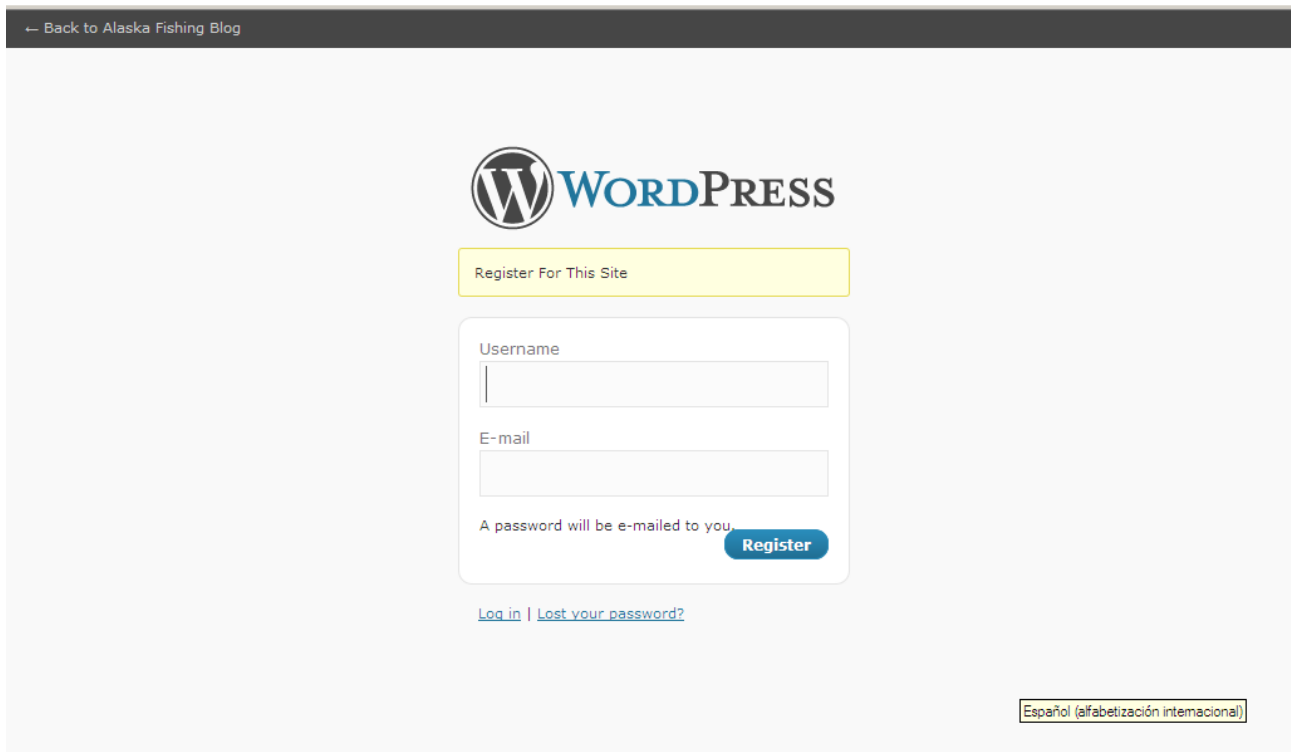 ← Back to Alaska Fishing Blog
WORDPRESS
Register For This Site
Username
E-mail
A password will be e-mailed to you.
Register
Log in | Lost your password?
Español (alfabetización internacional)